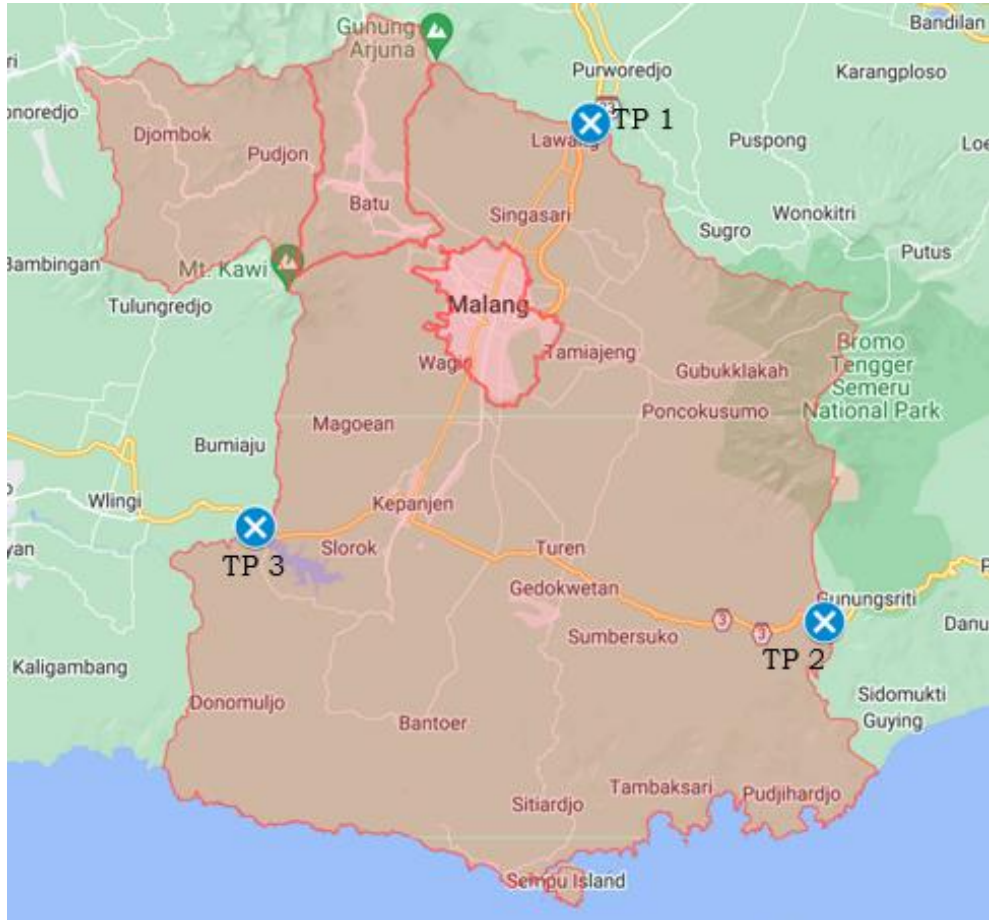 Gunung
Arjuna
Bandilan
ri
Purworedjo
Karangploso
onoredjo
TP 1
Djombok
Lawang
Puspong
Loe
Pudjon
Batu
Singasari
Wonokitri
Sugro
Putus
Bambingan
Mt. Kawi
Tulungredjo
Malang
Bromo
Tengger
Semeru
National Park
Tamiajeng
Wagir
Gubukklakah
Poncokusumo
Magoean
Bumiaju
Wlingi
Kepanjen
yan
Slorok
Turen
TP 3
Gedokwetan
Gunungsriti
3
3
Danu
Sumbersuko
TP 2
Kaligambang
Sidomukti
Guying
Donomuljo
Bantoer
Tambaksari
Pudjihardjo
Sitiardjo
Sempu Island